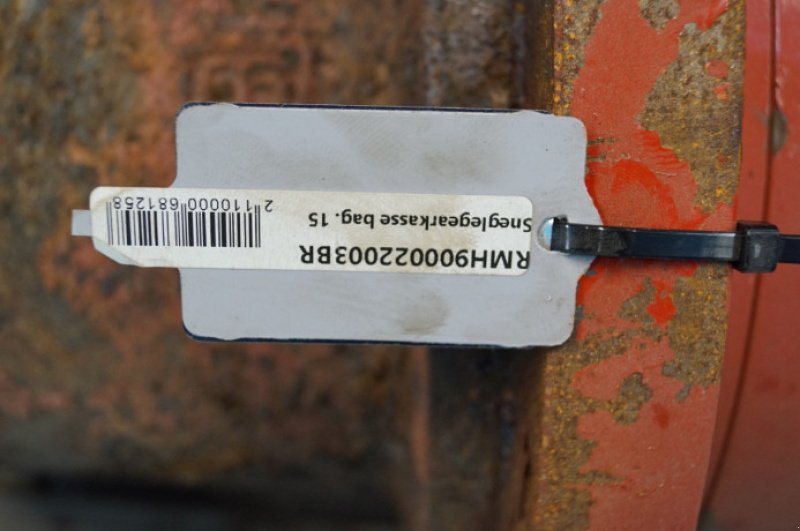 RMH900022003BR
Sneglegearkasse bag. 15
2 110000 681258